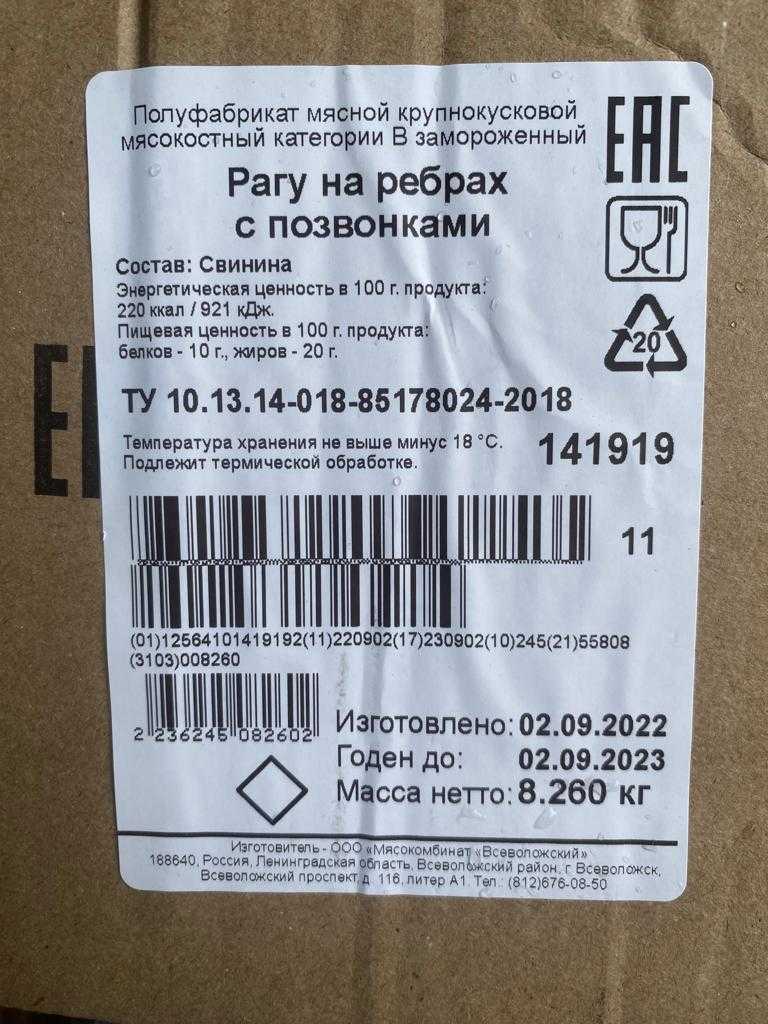 Полуфабрикат мясной крупнокусковой
мясокостный категории В замороженный
EAC
Рагу на ребрах
с позвонками
Состав: Свинина
Энергетическая ценность в 100 г. продукта:
220 ккал / 921 кДж.
Пищевая ценность в 100 г. продукта:
белков - 10 г., жиров - 20 г.
20
ТУ 10.13.14-018-85178024-2018
Температура хранения не выше минус 18 °С.
Подлежит термической обработке.
141919
11
(01)12564101419192(11)220902(17)230902(10)245(21)55808
(3103)008260
2 236245 082602
Изготовлено: 02.09.2022
Годен до: 02.09.2023
Масса нетто: 8.260 кг
Изготовитель - ООО «Мясокомбинат «Всеволожский»
188640, Россия, Ленинградская область, Всеволожский район, г. Всеволожск,
Всеволожский проспект, д. 116, литер А1. Тел.: (812)676-08-50